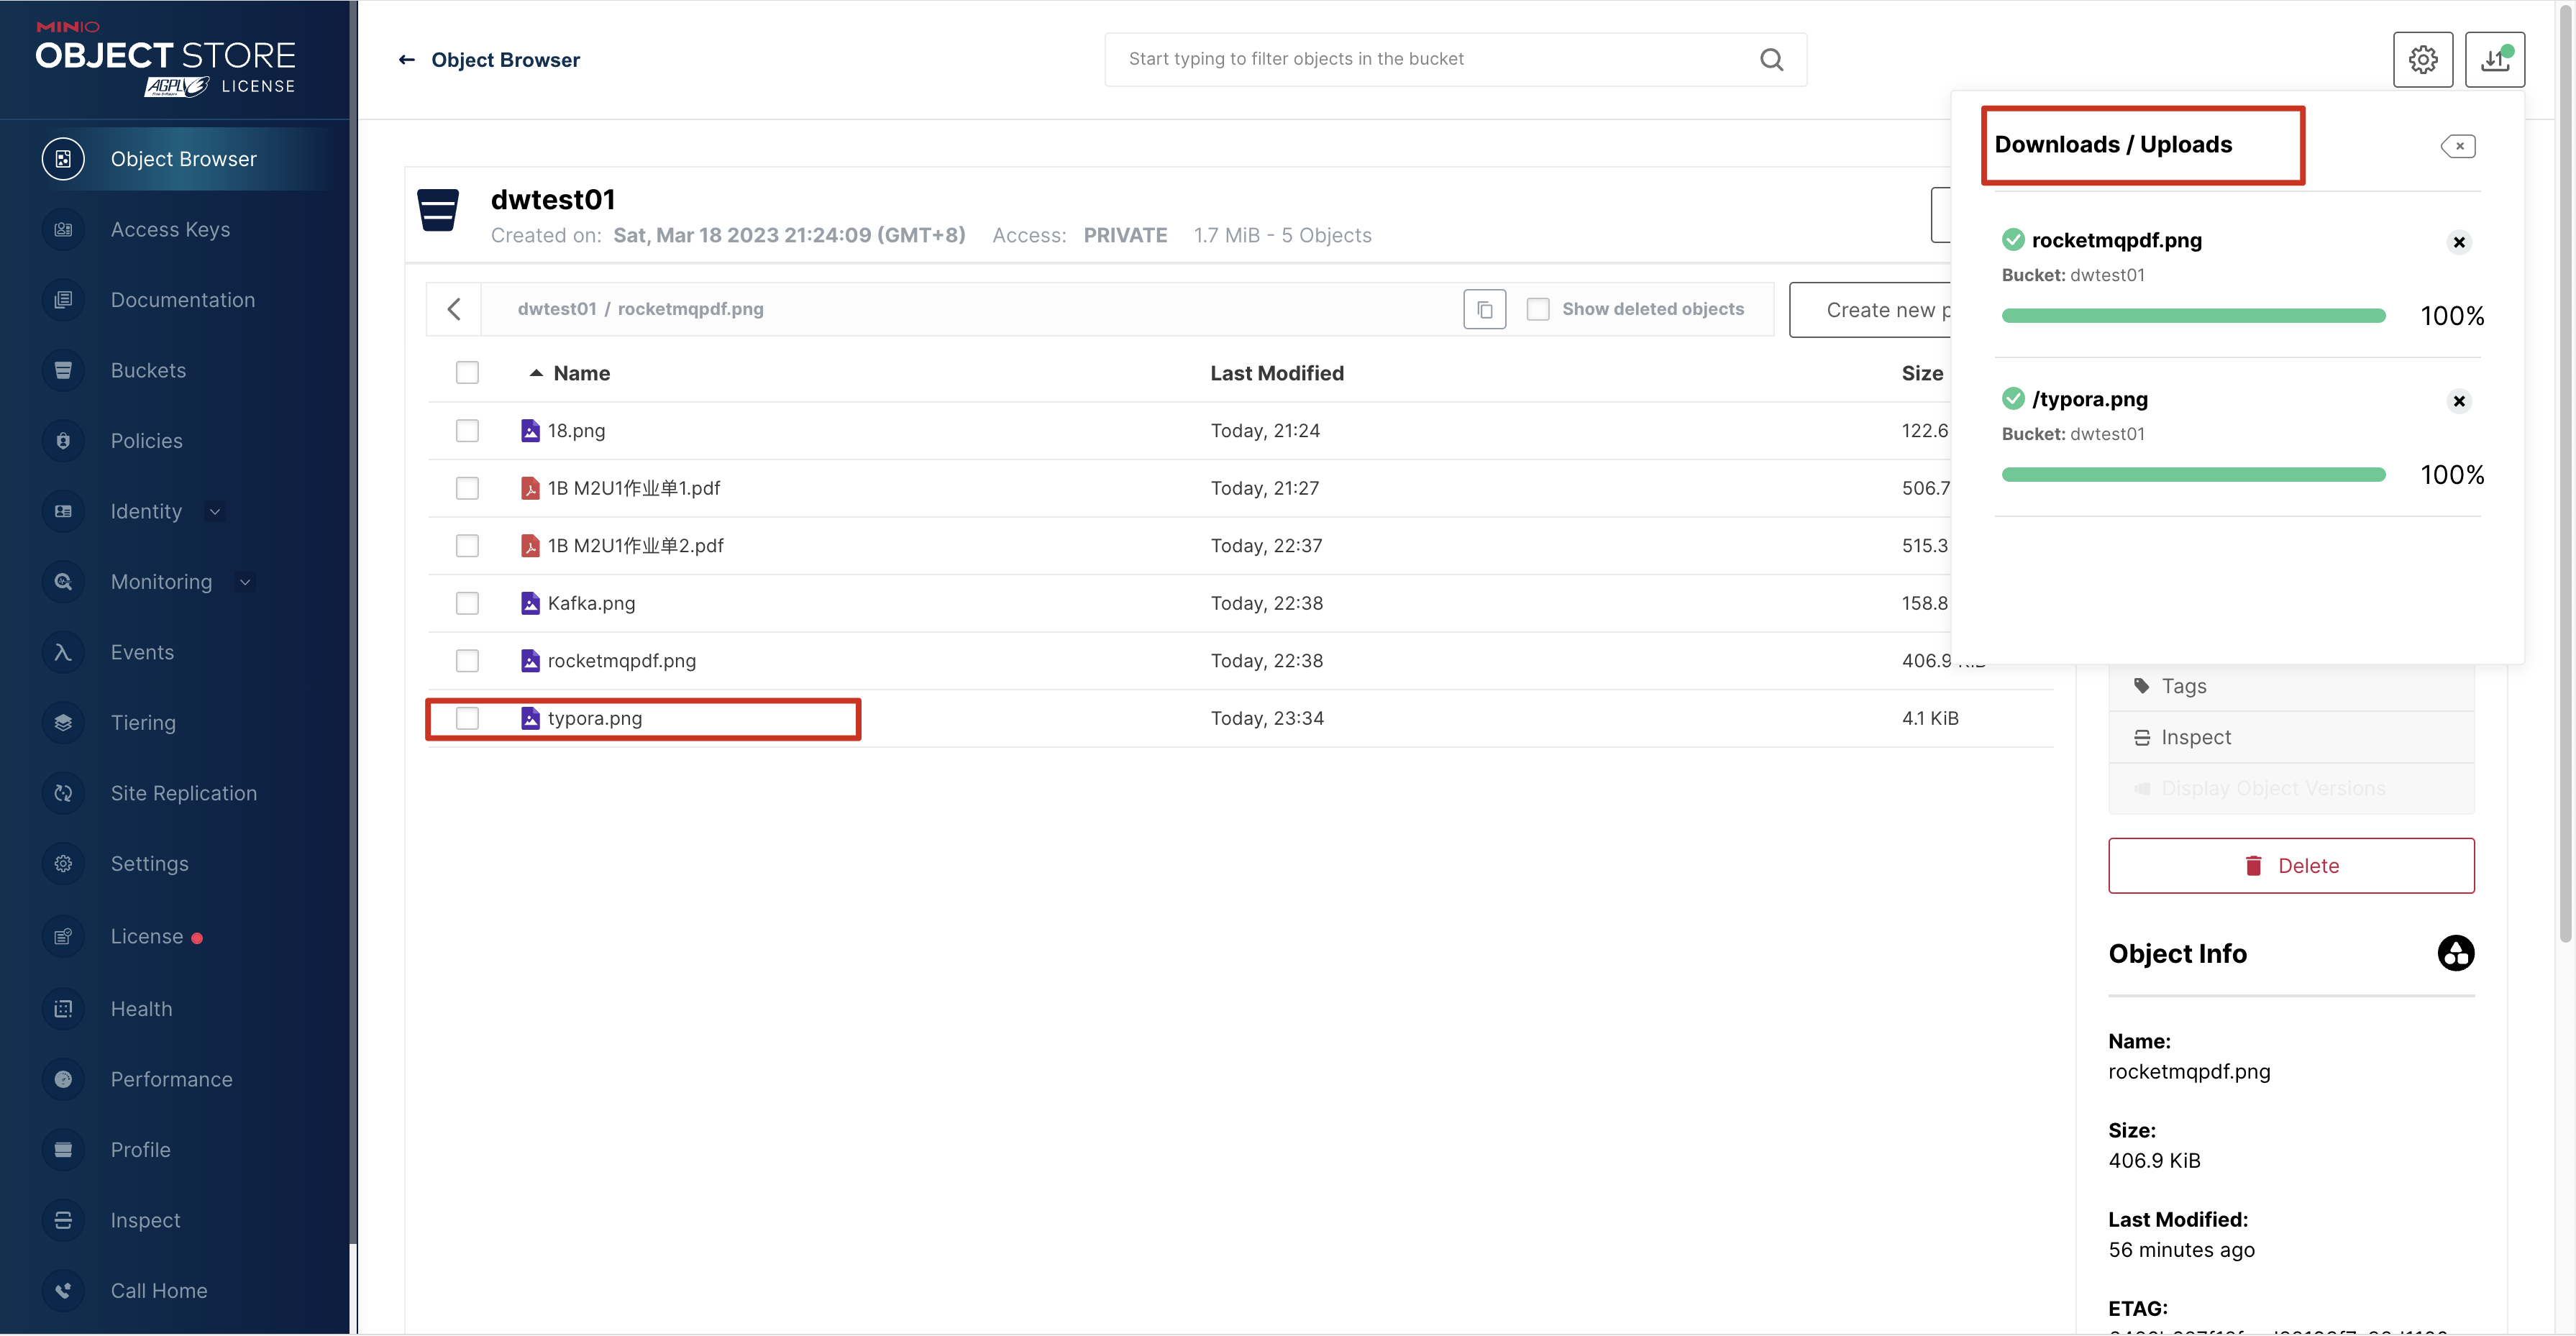 MINIO
OBJECT STORE
AGPL v3 LICENSE
Object Browser
Access Keys
Documentation
Buckets
Policies
Identity
Monitoring
Events
Tiering
Site Replication
Settings
License
Health
Performance
Profile
Inspect
Call Home
Object Browser
Start typing to filter objects in the bucket
dwtest01
Created on: Sat, Mar 18 2023 21:24:09 (GMT+8) Access: PRIVATE 1.7 MiB - 5 Objects
dwtest01 / rocketmqpdf.png
Show deleted objects
Create new p
Name Last Modified Size
18.png Today, 21:24 122.6
1B M2U1作业单1.pdf Today, 21:27 506.7
1B M2U1作业单2.pdf Today, 22:37 515.3
Kafka.png Today, 22:38 158.8
rocketmqpdf.png Today, 22:38 406.9 KiB
typora.png Today, 23:34 4.1 KiB
Downloads / Uploads
rocketmqpdf.png
Bucket: dwtest01
100%
/typora.png
Bucket: dwtest01
100%
Tags
Inspect
Display Object Versions
Delete
Object Info
Name:
rocketmqpdf.png
Size:
406.9 KiB
Last Modified:
56 minutes ago
ETAG: